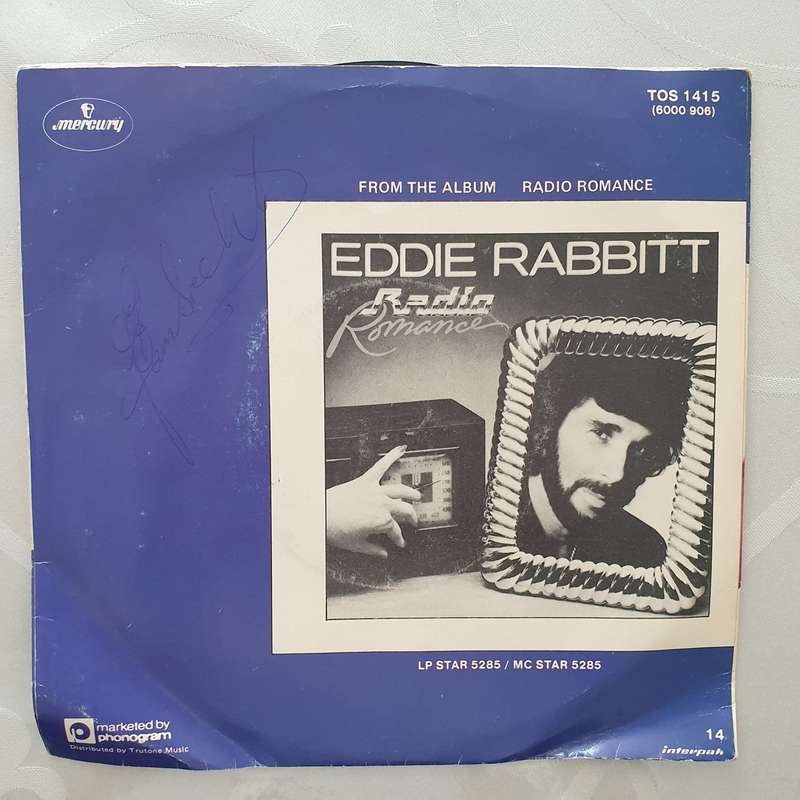 mercury
TOS 1415
(6000 906)
FROM THE ALBUM RADIO ROMANCE
EDDIE RABBITT
Radio
Romance
LP STAR 5285 / MC STAR 5285
marketed by
phonogram
Distributed by Trutone Music
14
interpak